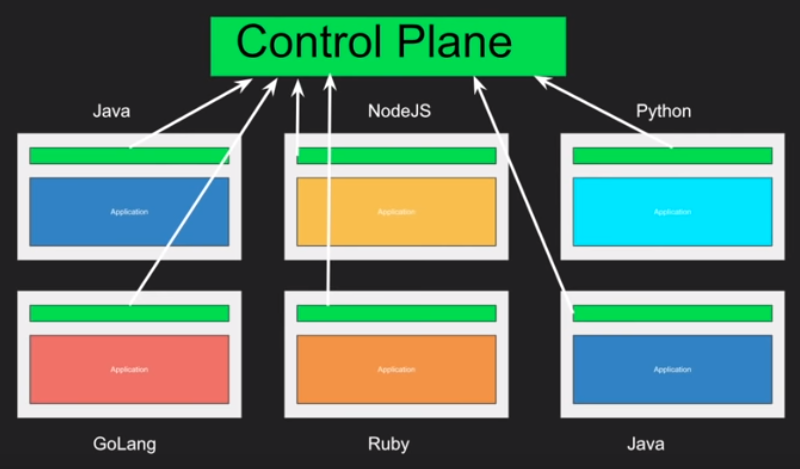 Control Plane
Java
NodeJS
Python
Application
Application
Application
Application
Application
Application
GoLang
Ruby
Java